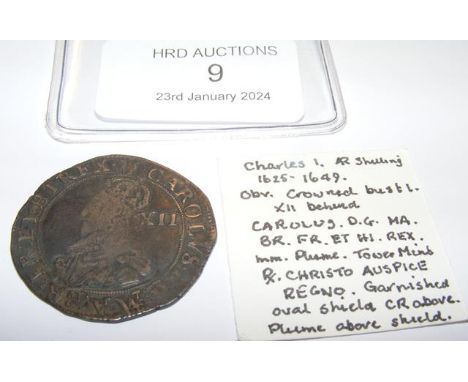 HRD AUCTIONS
9
23rd January 2024
XII
CAROLVS
Charles 1. AR Shilling
1625-1649.
Obv. Crowned bust l.
XII behind
CAROLUS. D.G. MA.
BR. FR. ET HI. REX.
mm. Plume. Tower Mint
R. CHRISTO AUSPICE
REGNO. Garnished
oval shield CR above.
Plume above shield.